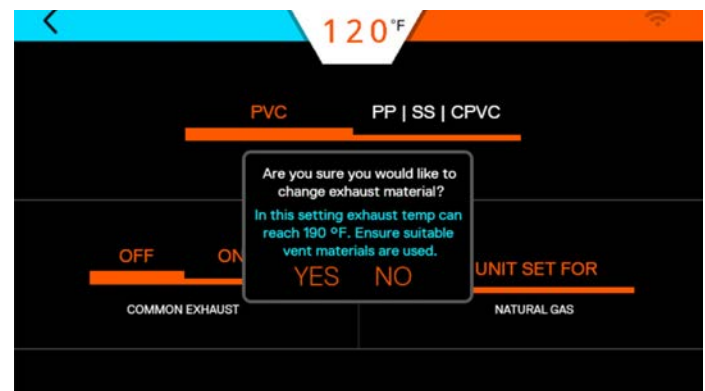 120°F
PVC PP | SS | CPVC
Are you sure you would like to
change exhaust material?
In this setting exhaust temp can
reach 190 ºF. Ensure suitable
vent materials are used.
YES NO
OFF ON
UNIT SET FOR
COMMON EXHAUST
NATURAL GAS